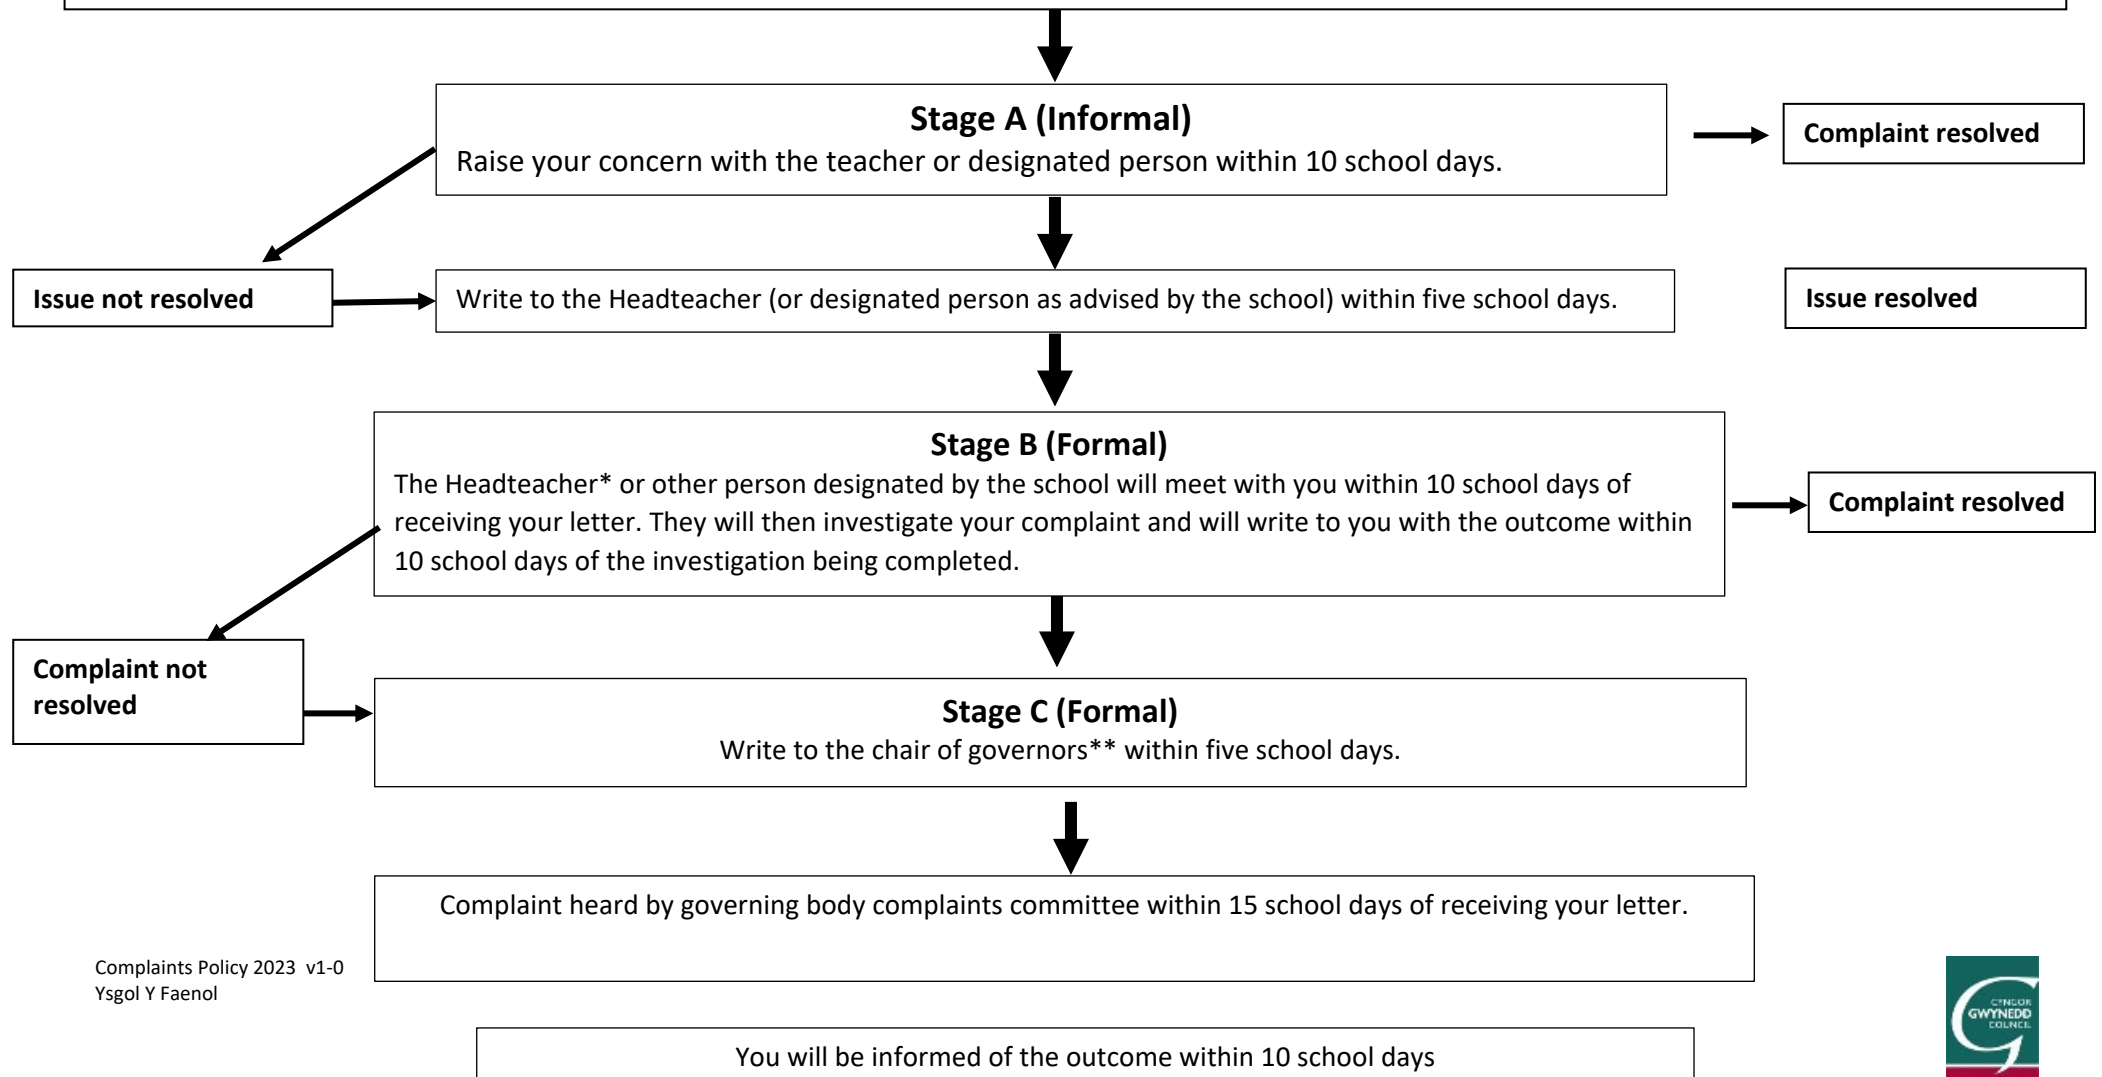 Stage A (Informal)
Raise your concern with the teacher or designated person within 10 school days.
Complaint resolved
Issue not resolved
Write to the Headteacher (or designated person as advised by the school) within five school days.
Issue resolved
Stage B (Formal)
The Headteacher* or other person designated by the school will meet with you within 10 school days of
receiving your letter. They will then investigate your complaint and will write to you with the outcome within
10 school days of the investigation being completed.
Complaint resolved
Complaint not
resolved
Stage C (Formal)
Write to the chair of governors** within five school days.
Complaint heard by governing body complaints committee within 15 school days of receiving your letter.
Complaints Policy 2023 v1-0
Ysgol Y Faenol
CYNGOR
GWYNEDD
COUNCIL
You will be informed of the outcome within 10 school days